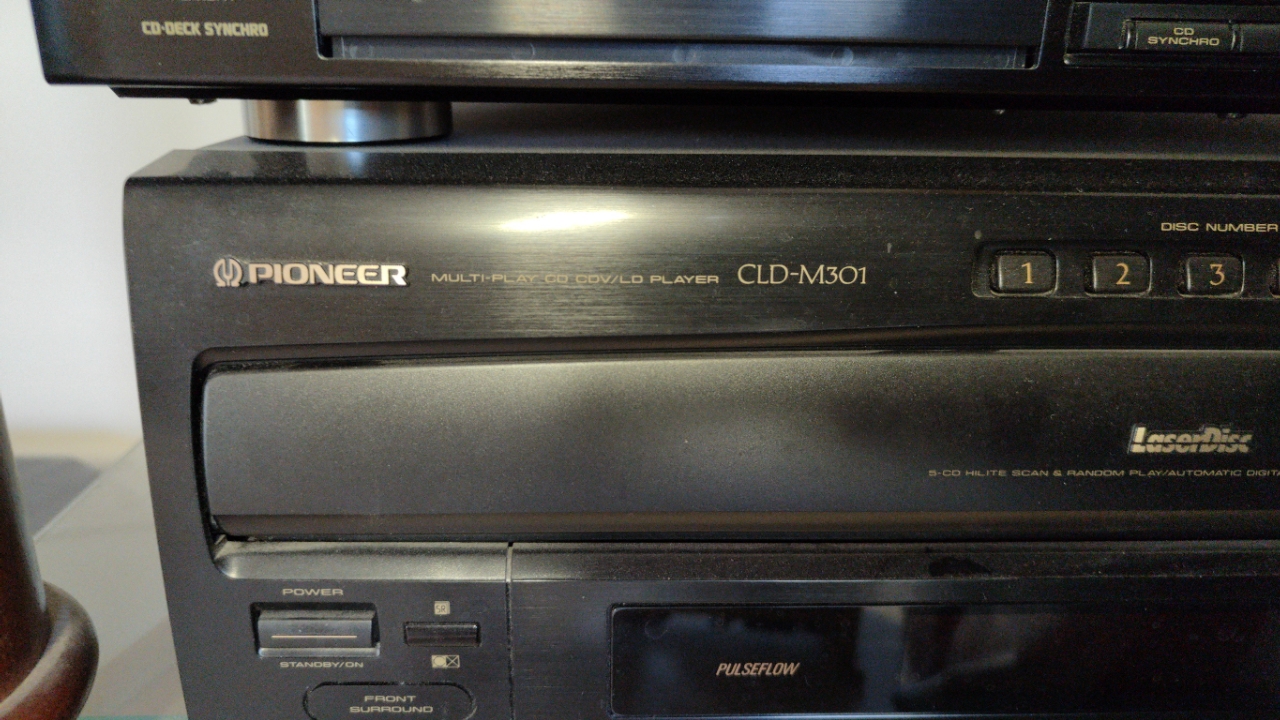 CD-DECK SYNCHRO
CD
SYNCHRO
DISC NUMBER
PIONEER MULTI-PLAY CD CDV/LD PLAYER CLD-M301
1 2 3
LaserDisc
5-CD HILITE SCAN & RANDOM PLAY/AUTOMATIC
POWER
SR
STANDBY/ON
PULSEFLOW
FRONT
SURROUND